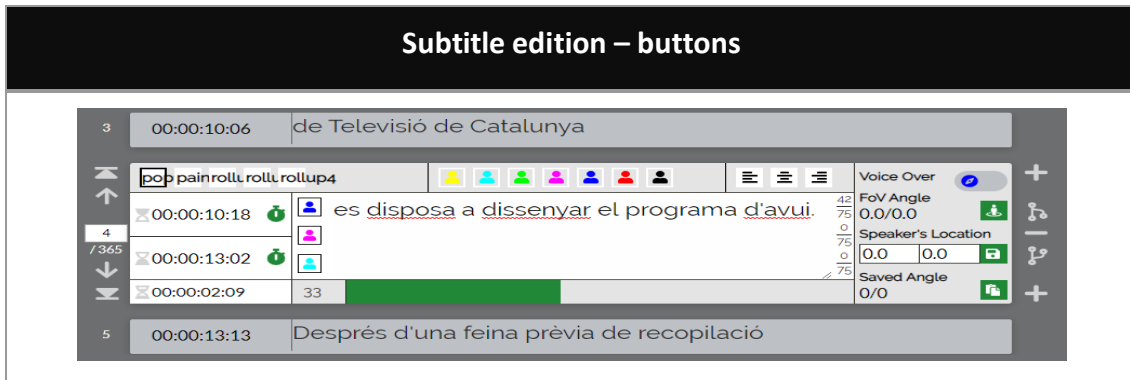 Subtitle edition – buttons
3 00:00:10:06 de Televisió de Catalunya
pop pain rollu rollu rollup4 Voice Over
FoV Angle
00:00:10:18 es disposa a dissenyar el programa d'avui. 42 75 0.0/0.0
4 0 75 Speaker's Location
/ 365 00:00:13:02 0 75 0.0 0.0
Saved Angle
00:00:02:09 33 0/0
5 00:00:13:13 Després d'una feina prèvia de recopilació